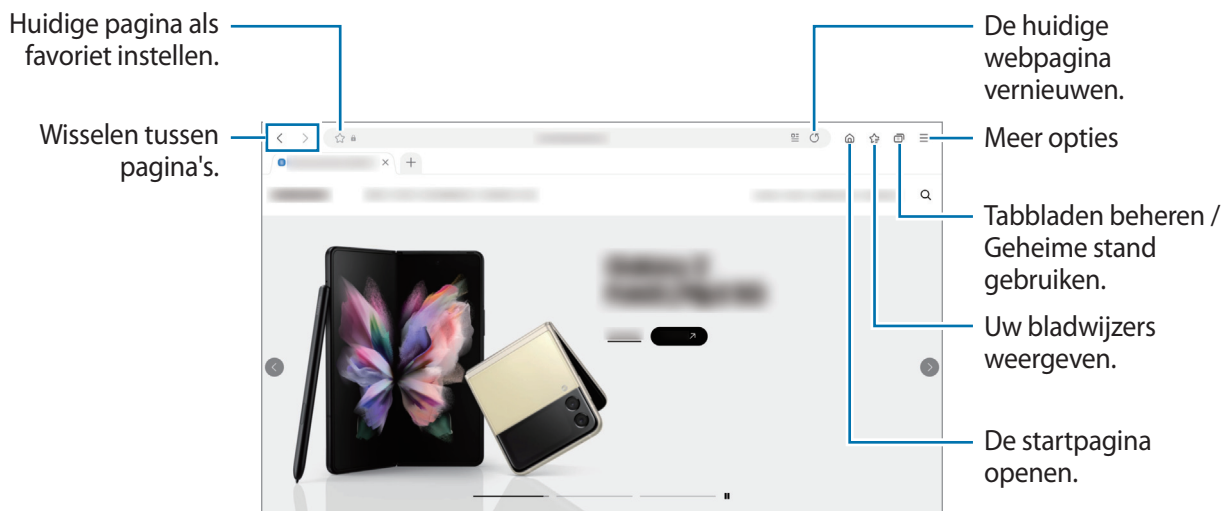 Huidige pagina als
favoriet instellen.
Wisselen tussen
pagina's.
De huidige
webpagina
vernieuwen.
Meer opties
Tabbladen beheren /
Geheime stand
gebruiken.
Uw bladwijzers
weergeven.
De startpagina
openen.